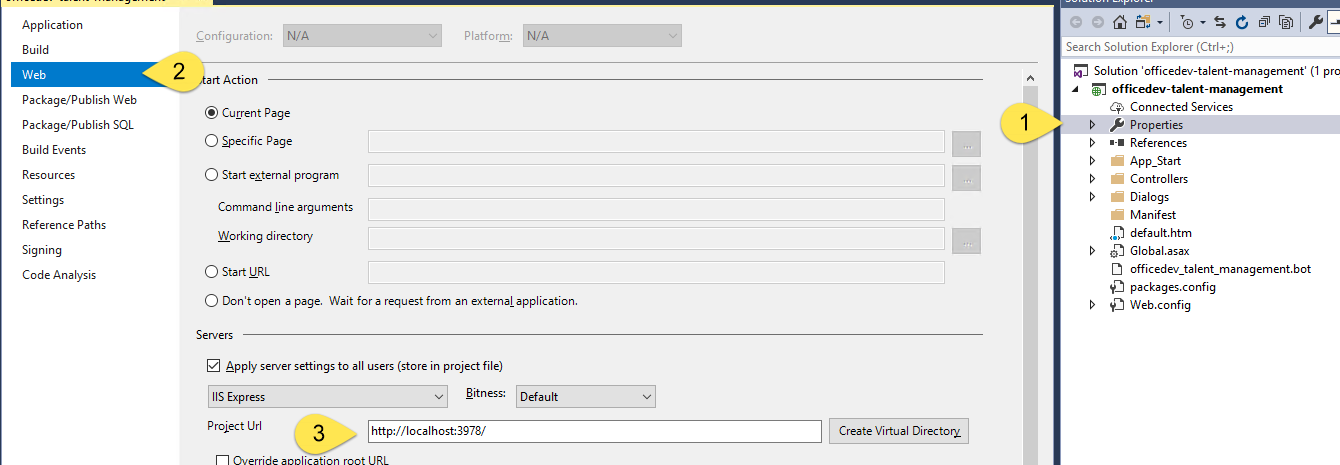 officedev-talent-management
Application
Build
Web
Package/Publish Web
Package/Publish SQL
Build Events
Resources
Settings
Reference Paths
Signing
Code Analysis
2
Configuration: N/A Platform: N/A
tart Action
Current Page
Specific Page ...
Start external program ...
Command line arguments
Working directory ...
Start URL
Don't open a page. Wait for a request from an external application.
Servers
Apply server settings to all users (store in project file)
IIS Express Bitness: Default
Project Url 3 http://localhost:3978/ Create Virtual Directory
Override application root URL
Solution Explorer
Search Solution Explorer (Ctrl+;)
Solution 'officedev-talent-management' (1 pro
officedev-talent-management
Connected Services
1
Properties
References
App_Start
Controllers
Dialogs
Manifest
default.htm
Global.asax
officedev_talent_management.bot
packages.config
Web.config